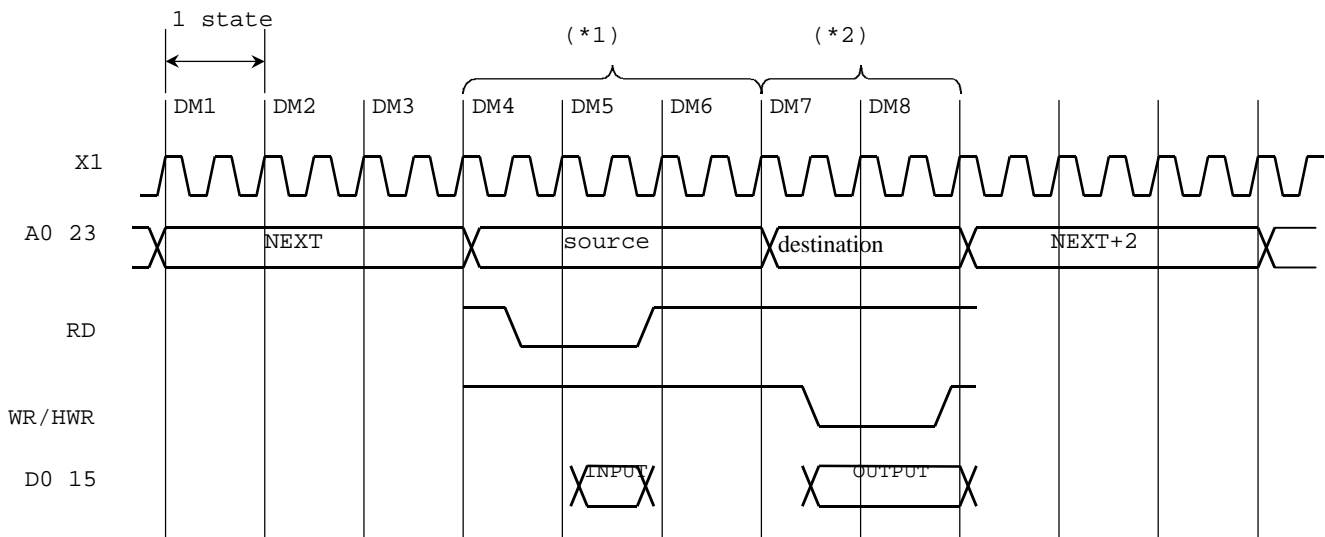 1 state
(*1) (*2)
DM1 DM2 DM3 DM4 DM5 DM6 DM7 DM8
X1
A0 23 NEXT source destination NEXT+2
RD
WR/HWR
D0 15 INPUT OUTPUT